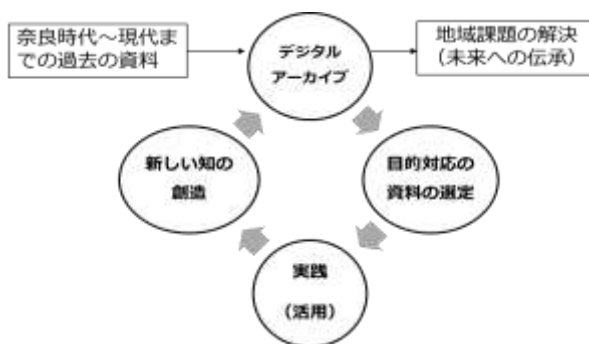 奈良時代～現代ま
での過去の資料
デジタル
アーカイブ
地域課題の解決
（未来への伝承）
新しい知の
創造
目的対応の
資料の選定
実践
（活用）